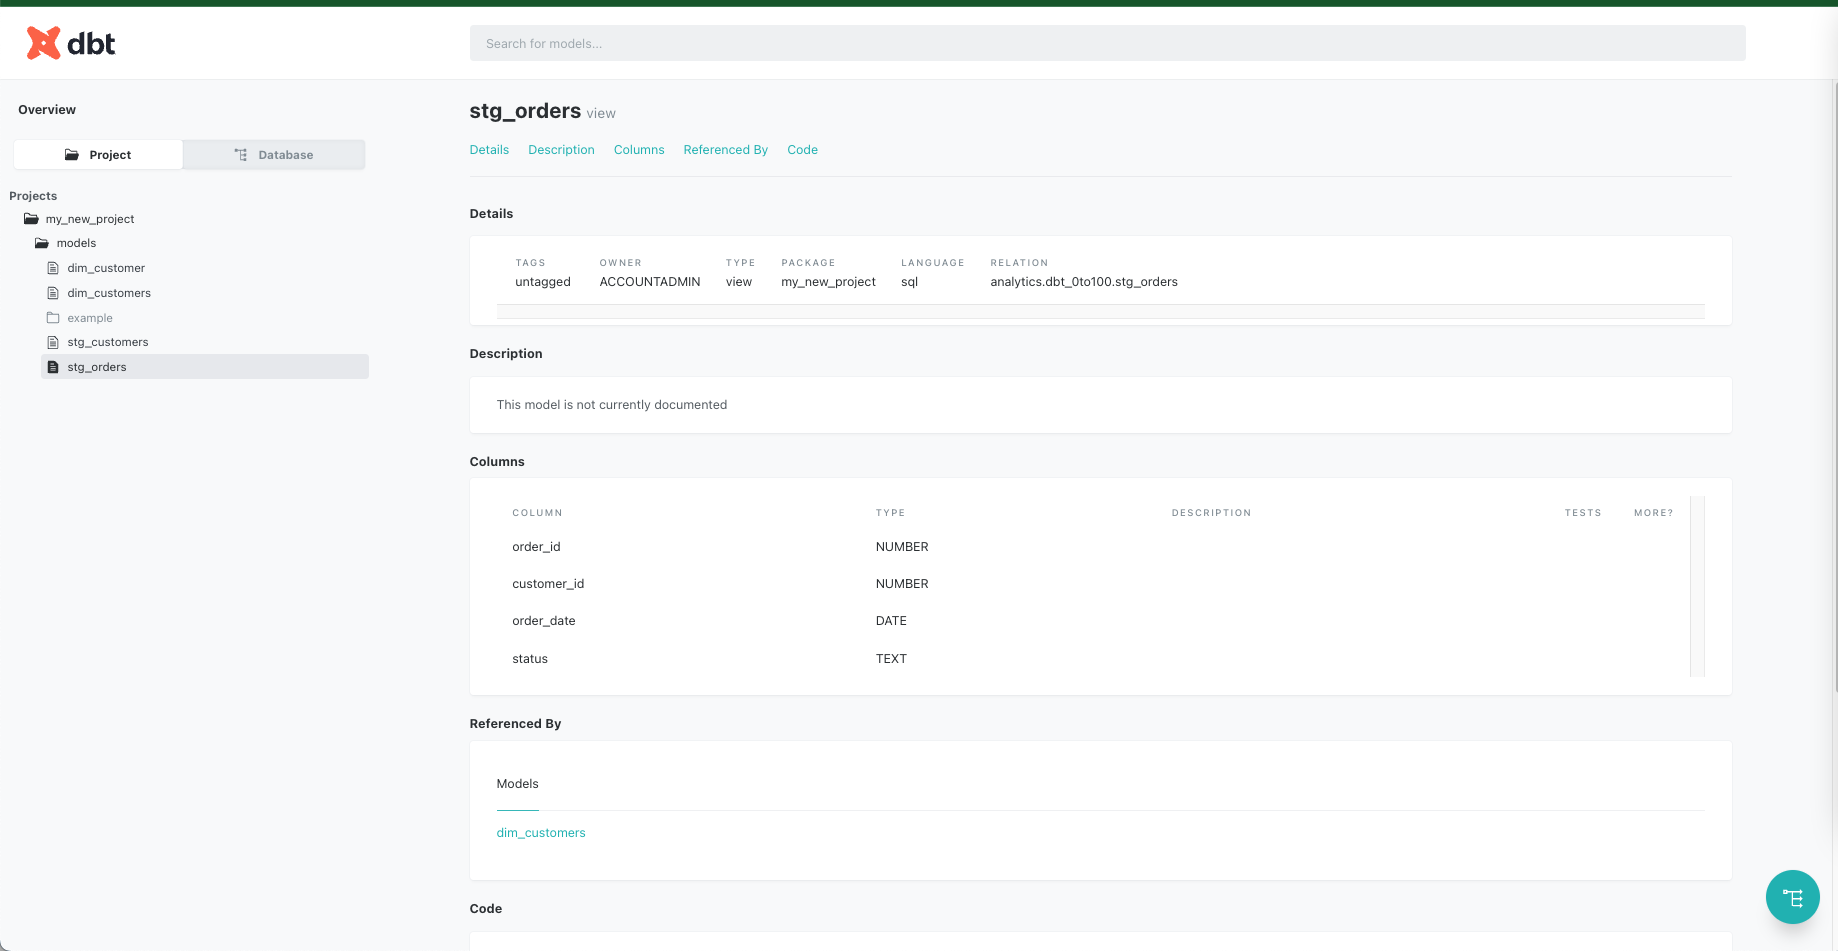 dbt
Search for models...
Overview
Project Database
Projects
my_new_project
models
dim_customer
dim_customers
example
stg_customers
stg_orders
stg_orders view
Details Description Columns Referenced By Code
Details
TAGS OWNER TYPE PACKAGE LANGUAGE RELATION
untagged ACCOUNTADMIN view my_new_project sql analytics.dbt_0to100.stg_orders
Description
This model is not currently documented
Columns
COLUMN TYPE DESCRIPTION TESTS MORE?
order_id NUMBER
customer_id NUMBER
order_date DATE
status TEXT
Referenced By
Models
dim_customers
Code